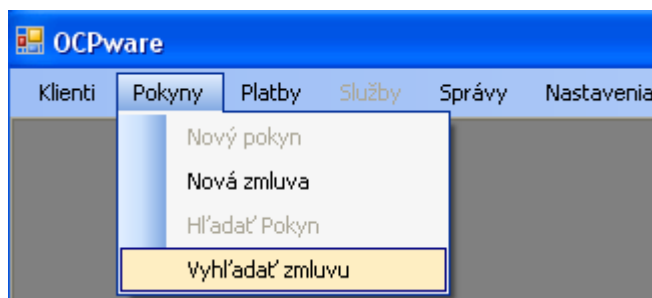 OCPware
Klienti Pokyny Platby Služby Správy Nastavenia
Nový pokyn
Nová zmluva
Hľadať Pokyn
Vyhľadať zmluvu